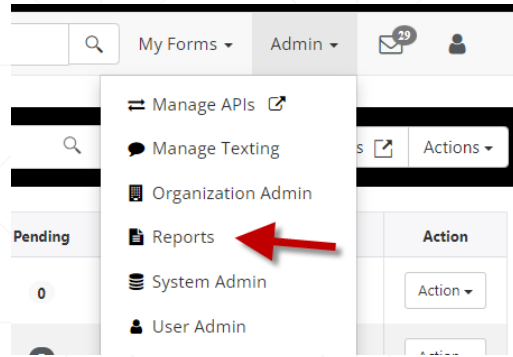 My Forms Admin 29
Manage APIs
Manage Texting s Actions
Organization Admin
Pending Reports Action
0 System Admin Action
User Admin